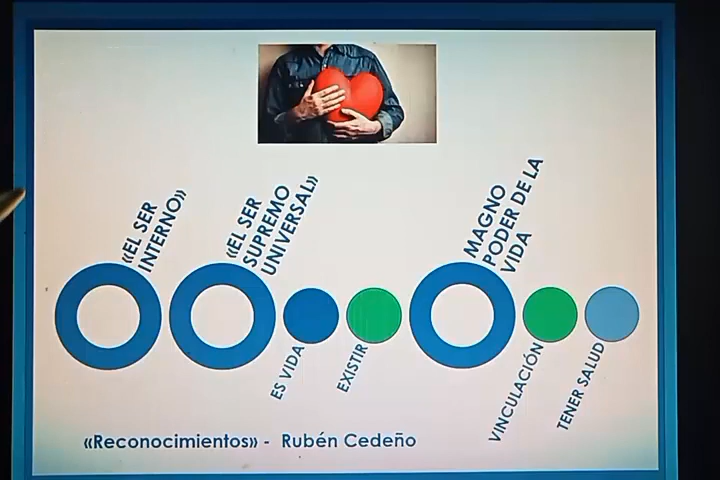 «EL SER
INTERNO»
«EL SER
SUPREMO
UNIVERSAL»
ES VIDA
EXISTIR
MAGNO
PODER DE LA
VIDA
VINCULACIÓN
TENER SALUD
«Reconocimientos» - Rubén Cedeño